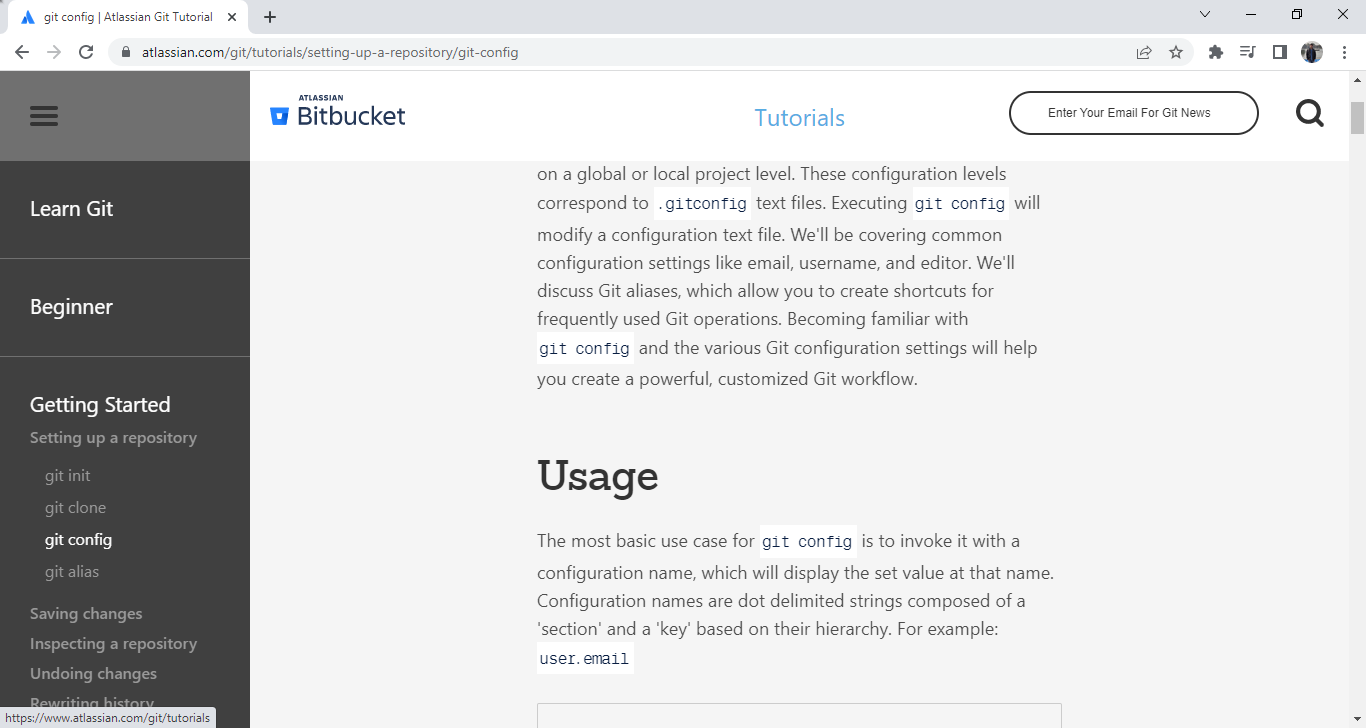 git config | Atlassian Git Tutorial
atlassian.com/git/tutorials/setting-up-a-repository/git-config
ATLASSIAN
Bitbucket
Tutorials
Enter Your Email For Git News
Learn Git
Beginner
Getting Started
Setting up a repository
git init
git clone
git config
git alias
Saving changes
Inspecting a repository
Undoing changes
Rewriting history
https://www.atlassian.com/git/tutorials
on a global or local project level. These configuration levels
correspond to .gitconfig text files. Executing git config will
modify a configuration text file. We'll be covering common
configuration settings like email, username, and editor. We'll
discuss Git aliases, which allow you to create shortcuts for
frequently used Git operations. Becoming familiar with
git config and the various Git configuration settings will help
you create a powerful, customized Git workflow.
Usage
The most basic use case for git config is to invoke it with a
configuration name, which will display the set value at that name.
Configuration names are dot delimited strings composed of a
'section' and a 'key' based on their hierarchy. For example:
user.email